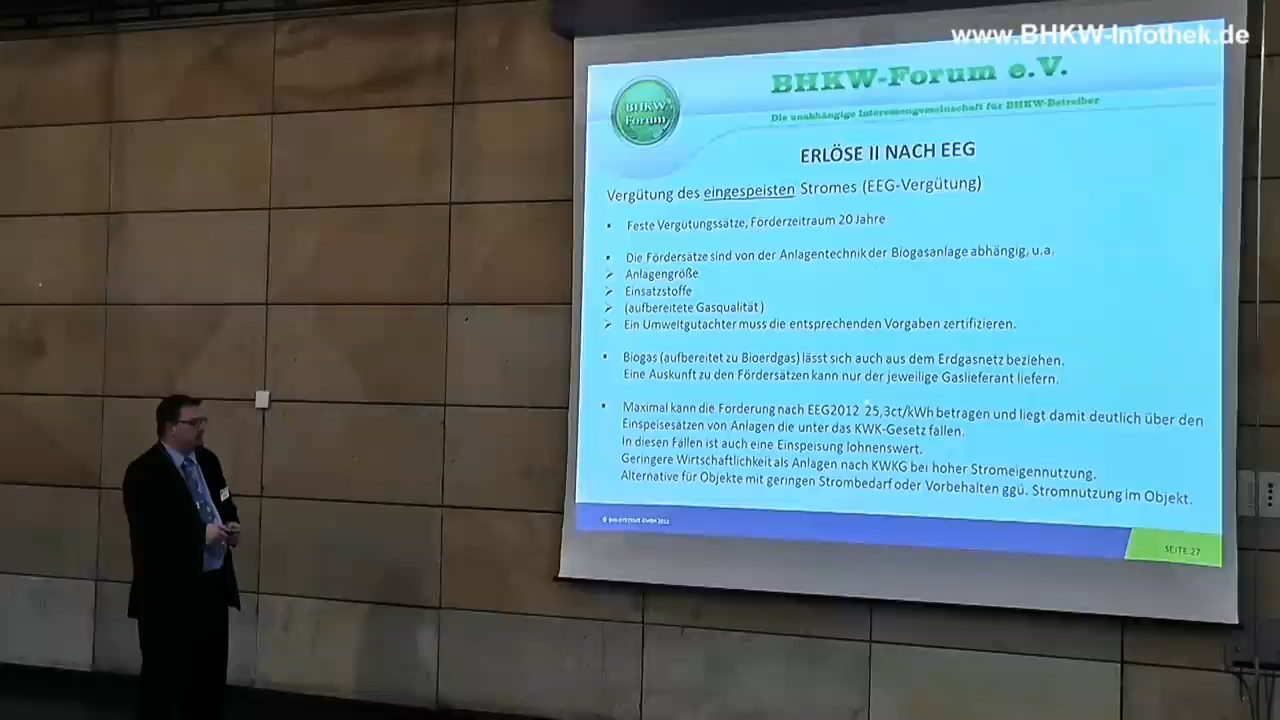 www.BHKW-Infothek.de
BHKW-Forum e.V.
BHKW
Forum
Die unabhängige Interessengemeinschaft für BHKW-Betreiber
ERLÖSE II NACH EEG
Vergütung des eingespeisten Stromes (EEG-Vergütung)
▪ Feste Vergütungssätze, Förderzeitraum 20 Jahre
▪ Die Fördersätze sind von der Anlagentechnik der Biogasanlage abhängig, u.a.
➢ Anlagengröße
➢ Einsatzstoffe
➢ (aufbereitete Gasqualität)
➢ Ein Umweltgutachter muss die entsprechenden Vorgaben zertifizieren.
▪ Biogas (aufbereitet zu Bioerdgas) lässt sich auch aus dem Erdgasnetz beziehen.
Eine Auskunft zu den Fördersätzen kann nur der jeweilige Gaslieferant liefern.
▪ Maximal kann die Förderung nach EEG2012 25,3ct/kWh betragen und liegt damit deutlich über den
Einspeisesätzen von Anlagen die unter das KWK-Gesetz fallen.
In diesen Fällen ist auch eine Einspeisung lohnenswert.
Geringere Wirtschaftlichkeit als Anlagen nach KWKG bei hoher Stromeigennutzung.
Alternative für Objekte mit geringen Strombedarf oder Vorbehalten ggü. Stromnutzung im Objekt.
SEITE 27